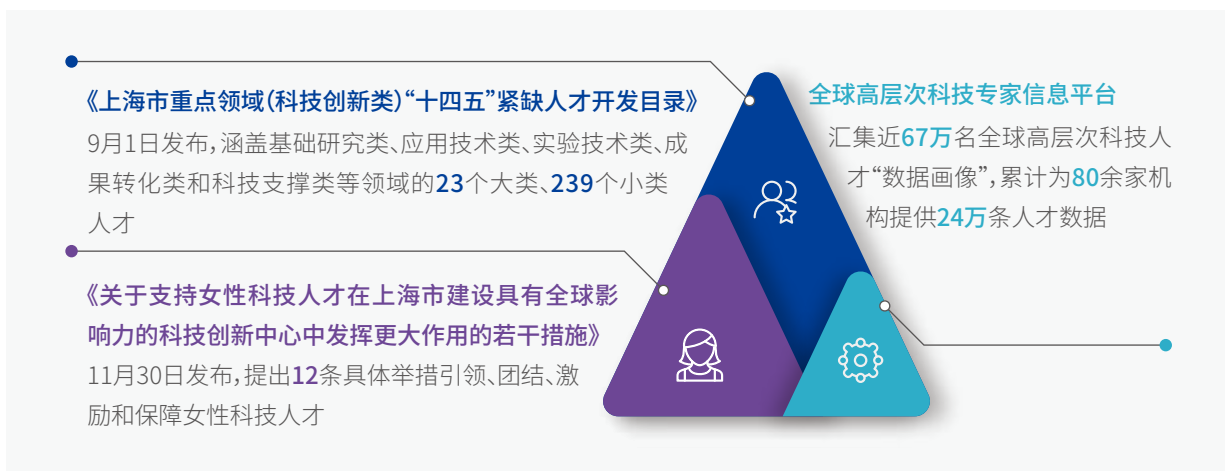 《上海市重点领域(科技创新类)“十四五”紧缺人才开发目录》
9月1日发布,涵盖基础研究类、应用技术类、实验技术类、成
果转化类和科技支撑类等领域的23个大类、239个小类
人才
《关于支持女性科技人才在上海市建设具有全球影
响力的科技创新中心中发挥更大作用的若干措施》
11月30日发布,提出12条具体举措引领、团结、激
励和保障女性科技人才
全球高层次科技专家信息平台
汇集近67万名全球高层次科技人
才“数据画像”,累计为80余家机
构提供24万条人才数据